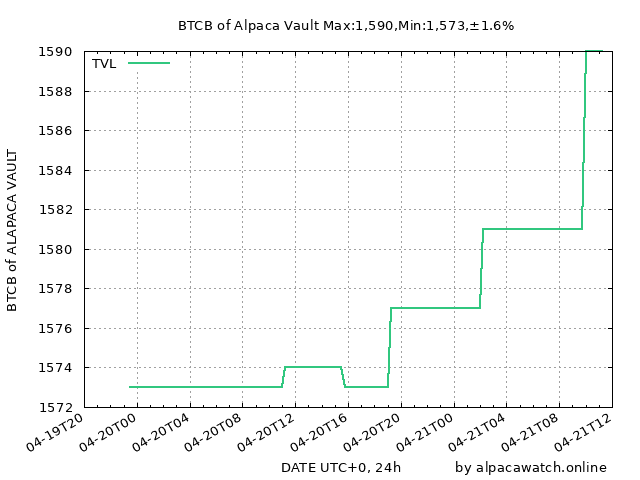 BTCB of Alpaca Vault Max:1,590,Min:1,573,±1.6%
TVL
1590
1588
1586
1584
1582
1580
1578
1576
1574
1572
BTCB of ALAPACA VAULT
04-19T20
04-20T00
04-20T04
04-20T08
04-20T12
04-20T16
04-20T20
04-21T00
04-21T04
04-21T08
04-21T12
DATE UTC+0, 24h
by alpacawatch.online